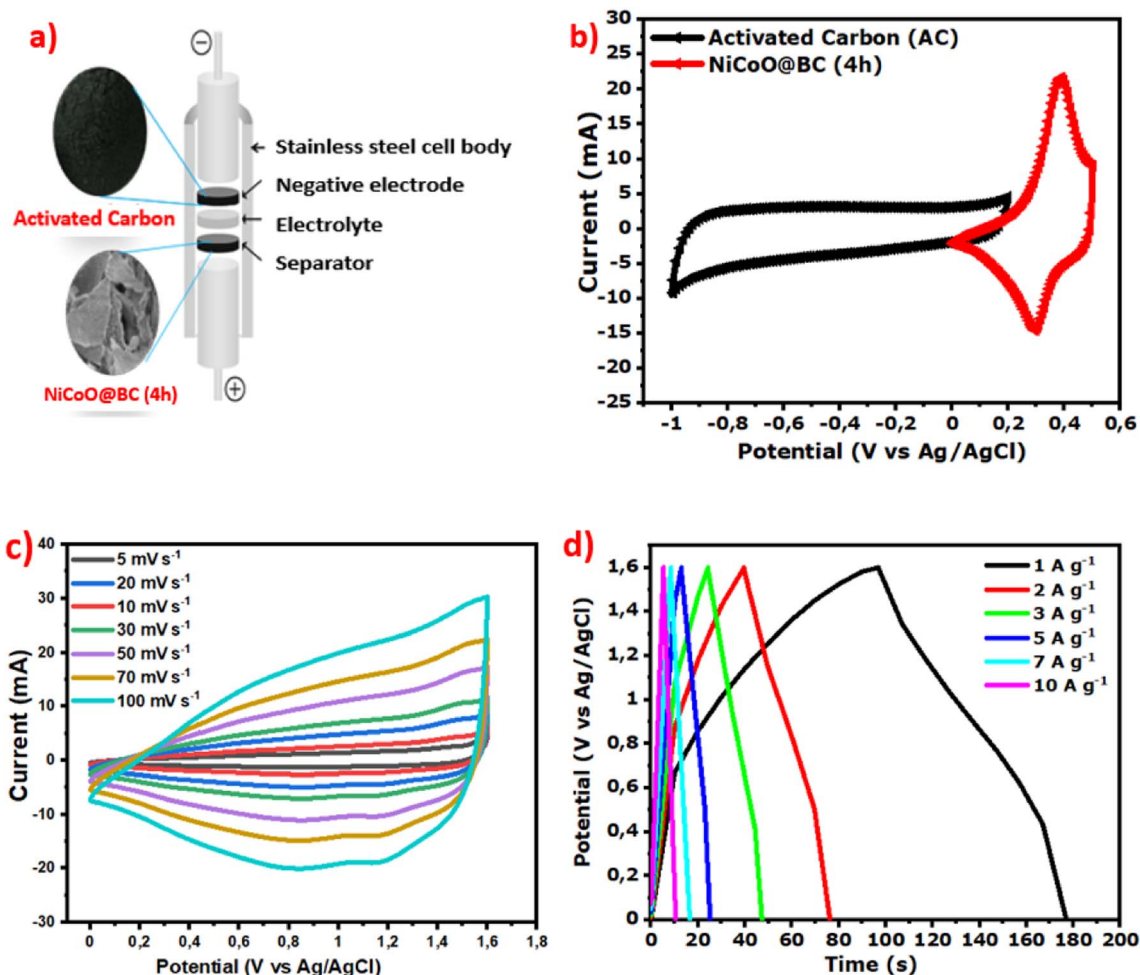 a)
⊖
Stainless steel cell body
Negative electrode
Activated Carbon
Electrolyte
Separator
NiCoO@BC (4h)
⊕
b)
Activated Carbon (AC)
NiCoO@BC (4h)
30
25
20
15
10
5
0
-5
-10
-15
-20
-25
Current (mA)
-1 -0,8 -0,6 -0,4 -0,2 0 0,2 0,4 0,6
Potential (V vs Ag/AgCl)
c)
5 mV s-1
20 mV s-1
10 mV s-1
30 mV s-1
50 mV s-1
70 mV s-1
100 mV s-1
40
30
20
10
0
-10
-20
-30
Current (mA)
0 0,2 0,4 0,6 0,8 1 1,2 1,4 1,6 1,8
Potential (V vs Ag/AgCl)
d)
1 A g-1
2 A g-1
3 A g-1
5 A g-1
7 A g-1
10 A g-1
1,6
1,4
1,2
1
0,8
0,6
0,4
0,2
0
Potential (V vs Ag/AgCl)
0 20 40 60 80 100 120 140 160 180 200
Time (s)